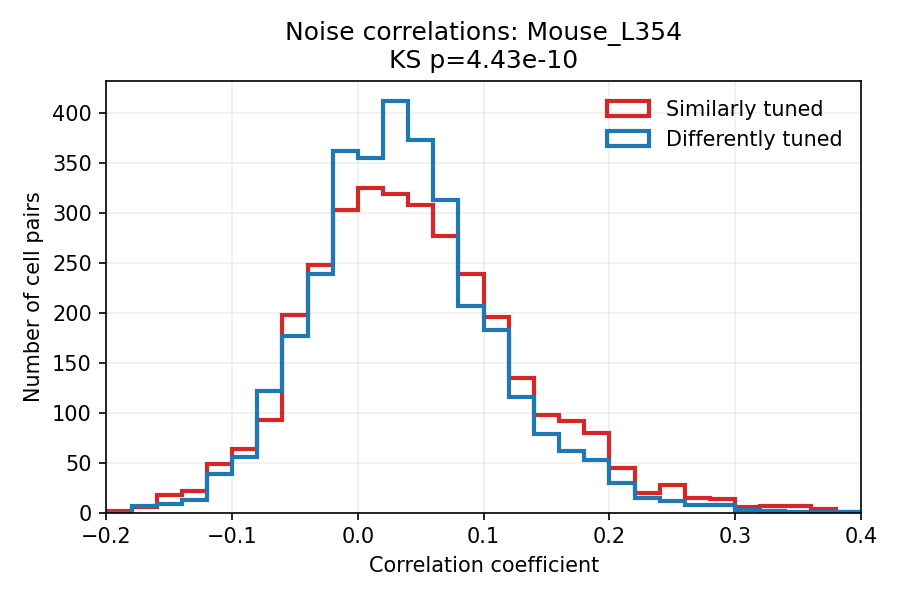 Noise correlations: Mouse_L354
KS p=4.43e-10
Similarly tuned
Differently tuned
Number of cell pairs
400
350
300
250
200
150
100
50
0
−0.2 −0.1 0.0 0.1 0.2 0.3 0.4
Correlation coefficient